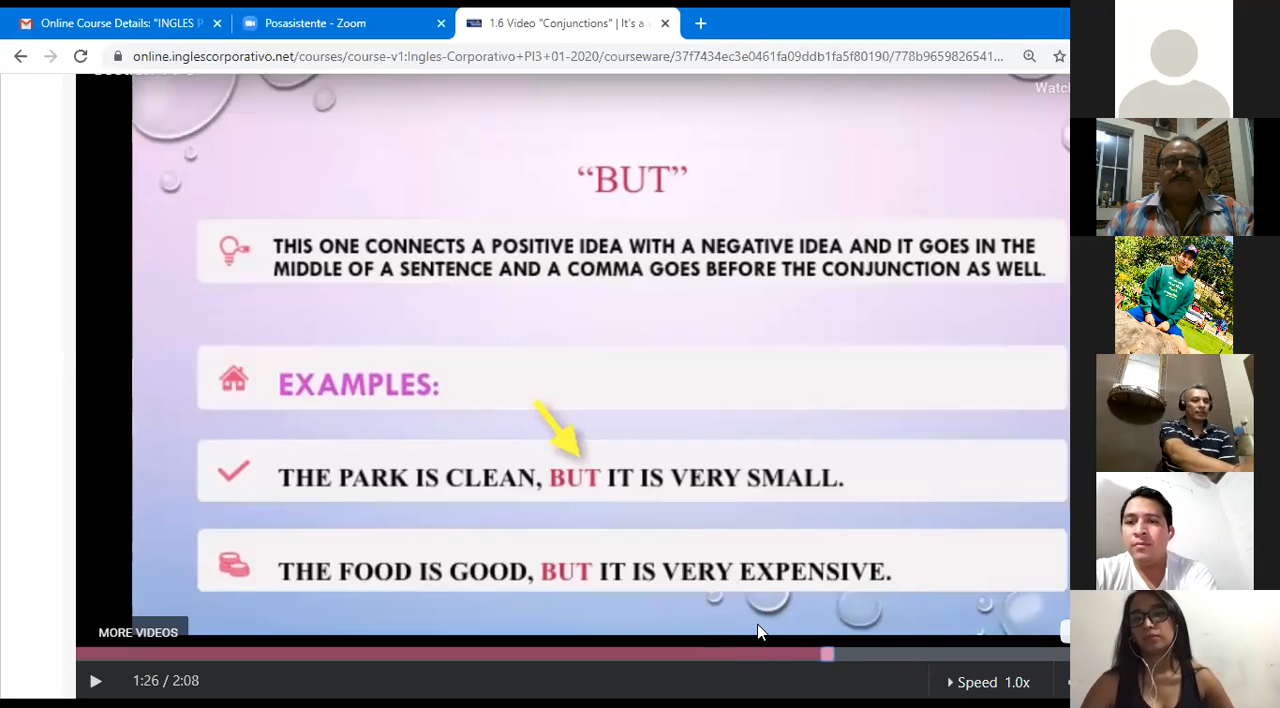 Online Course Details: "INGLES P
Posasistente - Zoom
1.6 Video "Conjunctions" | It's a
online.inglescorporativo.net/courses/course-v1:Ingles-Corporativo+PI3+01-2020/courseware/37f7434ec3e0461fa09ddb1fa5f80190/778b9659826541...
Watc
"BUT"
THIS ONE CONNECTS A POSITIVE IDEA WITH A NEGATIVE IDEA AND IT GOES IN THE
MIDDLE OF A SENTENCE AND A COMMA GOES BEFORE THE CONJUNCTION AS WELL.
EXAMPLES:
THE PARK IS CLEAN, BUT IT IS VERY SMALL.
THE FOOD IS GOOD, BUT IT IS VERY EXPENSIVE.
MORE VIDEOS
1:26 / 2:08
Speed 1.0x